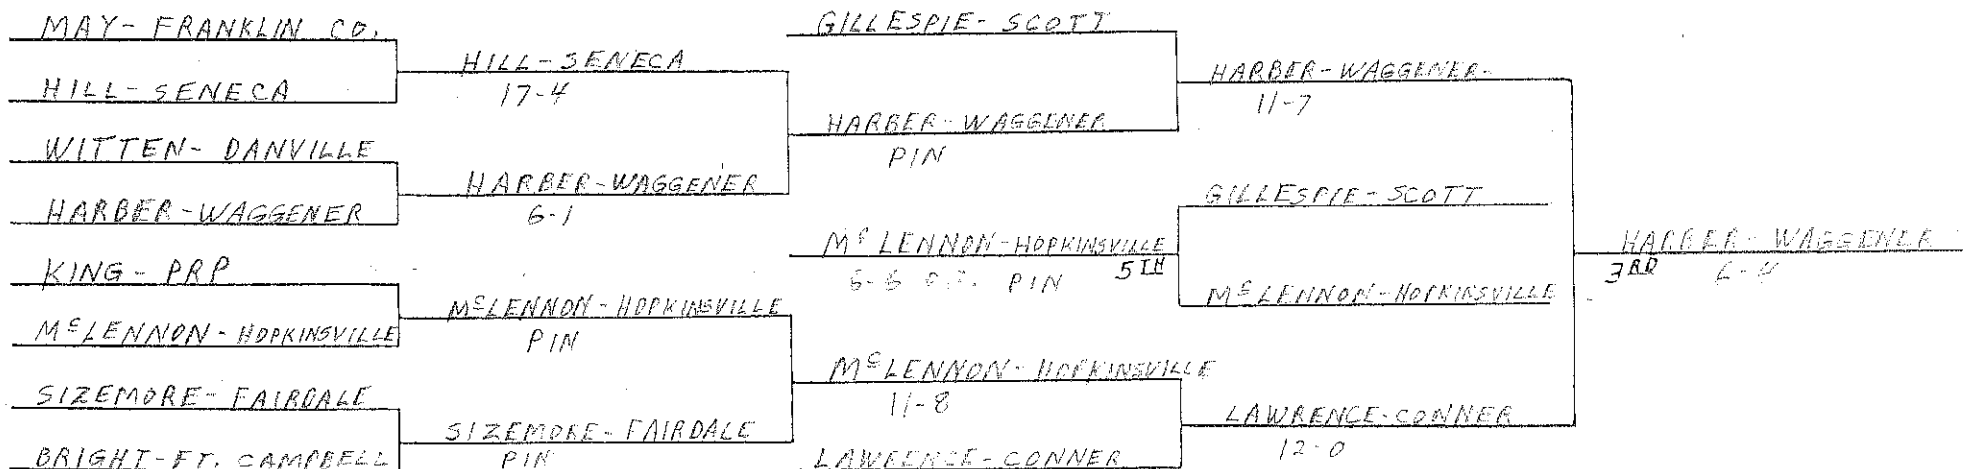 MAY- FRANKLIN CO.
HILL- SENECA
WITTEN- DANVILLE
HARBER-WAGGENER
KING- PRP
McLENNON- HOPKINSVILLE
SIZEMORE- FAIRDALE
BRIGHT-FT. CAMPBELL
HILL-SENECA
17-4
HARBER-WAGGENER
6-1
McLENNON-HOPKINSVILLE
PIN
SIZEMORE-FAIRDALE
PIN
GILLESPIE- SCOTT
HARBER-WAGGENER
PIN
McLENNON-HOPKINSVILLE
PIN 5TH
McLENNON-HOPKINSVILLE
11-8
LAWRENCE-CONNER
HARBER-WAGGENER-
11-7
GILLESPIE-SCOTT
McLENNON-HOPKINSVILLE
LAWRENCE-CONNER
12-0
HARBER-WAGGENER
3RD